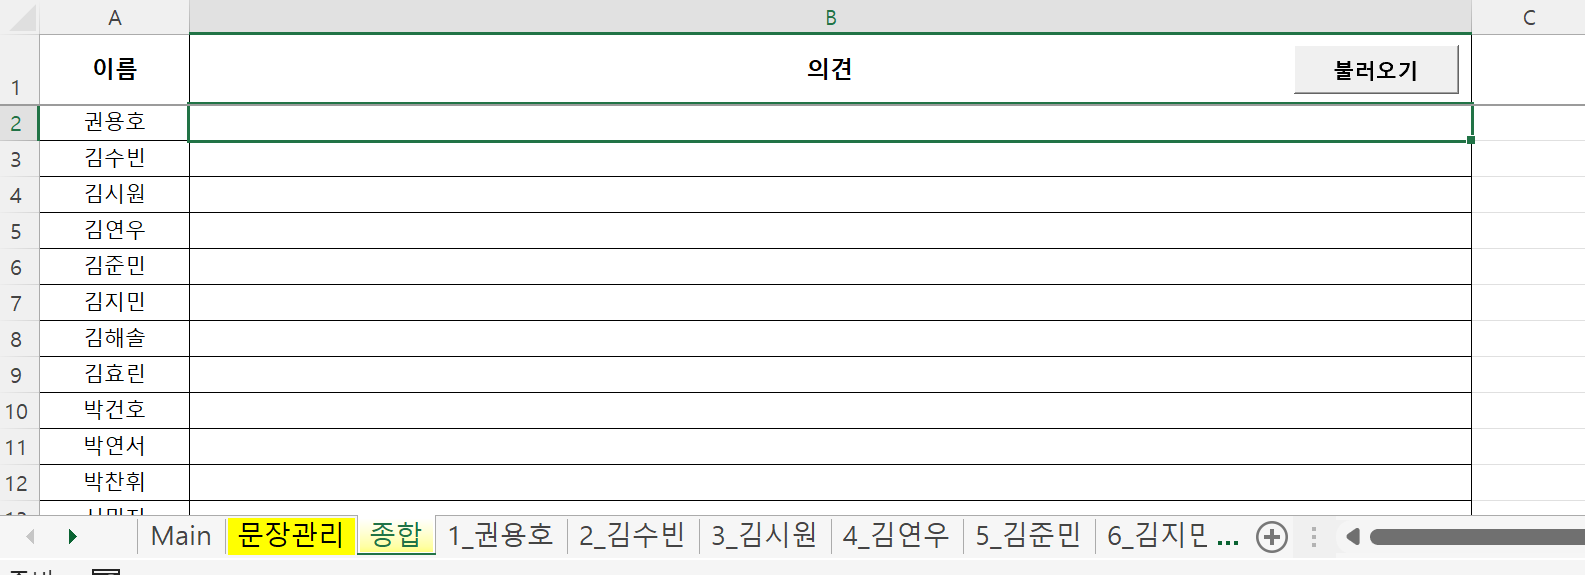 A B C
1 이름 의견 불러오기
2 권용호
3 김수빈
4 김시원
5 김연우
6 김준민
7 김지민
8 김해솔
9 김효린
10 박건호
11 박연서
12 박찬휘
Main 문장관리 종합 1_권용호 2_김수빈 3_김시원 4_김연우 5_김준민 6_김지민 ...